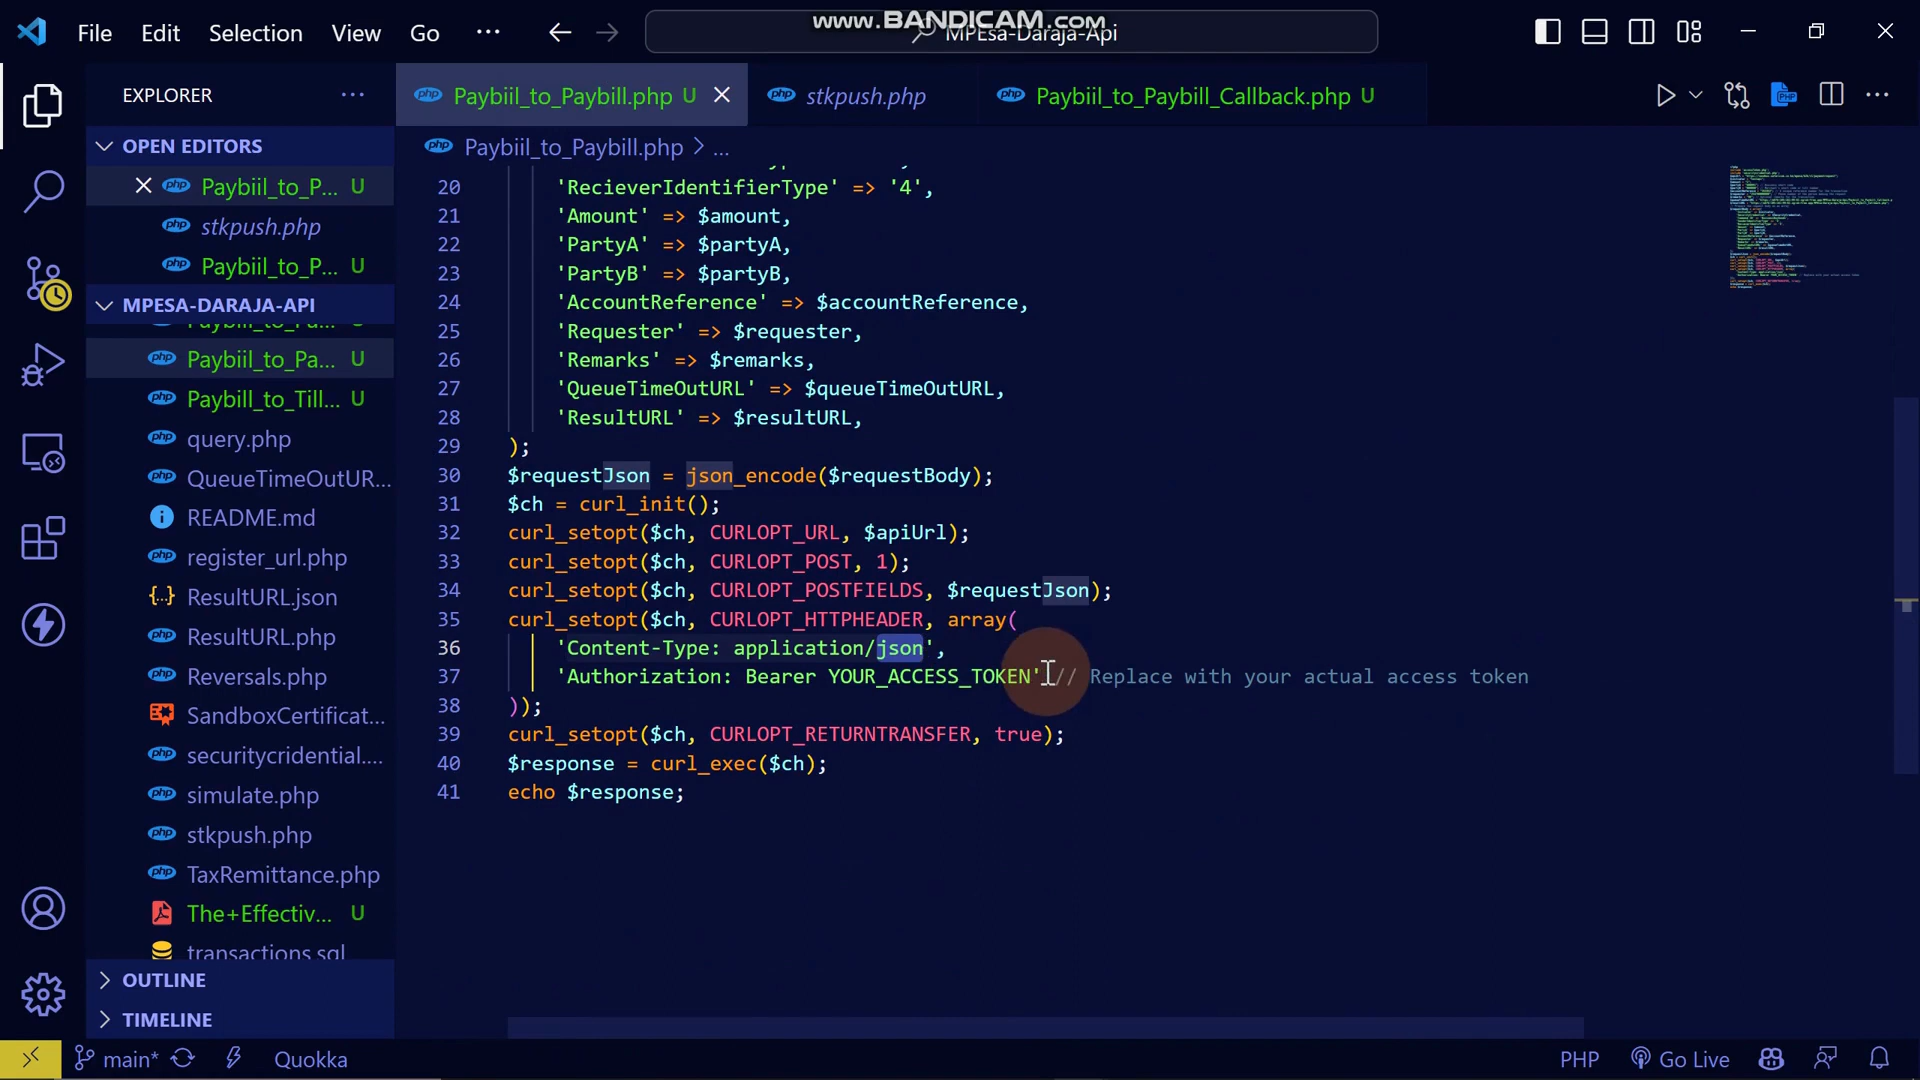 File Edit Selection View Go ...
www.BANDICAM.com
MPEsa-Daraja-Api
EXPLORER
Paybiil_to_Paybill.php U
stkpush.php
Paybiil_to_Paybill_Callback.php U
OPEN EDITORS
Paybiil_to_P... U
stkpush.php
Paybiil_to_P... U
MPESA-DARAJA-API
Paybiil_to_Pa... U
Paybill_to_Till... U
query.php
QueueTimeOutUR...
README.md
register_url.php
ResultURL.json
ResultURL.php
Reversals.php
SandboxCertificat...
securitycridential....
simulate.php
stkpush.php
TaxRemittance.php
The+Effectiv... U
transactions.sql
OUTLINE
TIMELINE
Paybiil_to_Paybill.php > ...
20 'RecieverIdentifierType' => '4',
21 'Amount' => $amount,
22 'PartyA' => $partyA,
23 'PartyB' => $partyB,
24 'AccountReference' => $accountReference,
25 'Requester' => $requester,
26 'Remarks' => $remarks,
27 'QueueTimeOutURL' => $queueTimeOutURL,
28 'ResultURL' => $resultURL,
29 );
30 $requestJson = json_encode($requestBody);
31 $ch = curl_init();
32 curl_setopt($ch, CURLOPT_URL, $apiUrl);
33 curl_setopt($ch, CURLOPT_POST, 1);
34 curl_setopt($ch, CURLOPT_POSTFIELDS, $requestJson);
35 curl_setopt($ch, CURLOPT_HTTPHEADER, array(
36 'Content-Type: application/json',
37 'Authorization: Bearer YOUR_ACCESS_TOKEN' // Replace with your actual access token
38 ));
39 curl_setopt($ch, CURLOPT_RETURNTRANSFER, true);
40 $response = curl_exec($ch);
41 echo $response;
main* Quokka
PHP Go Live